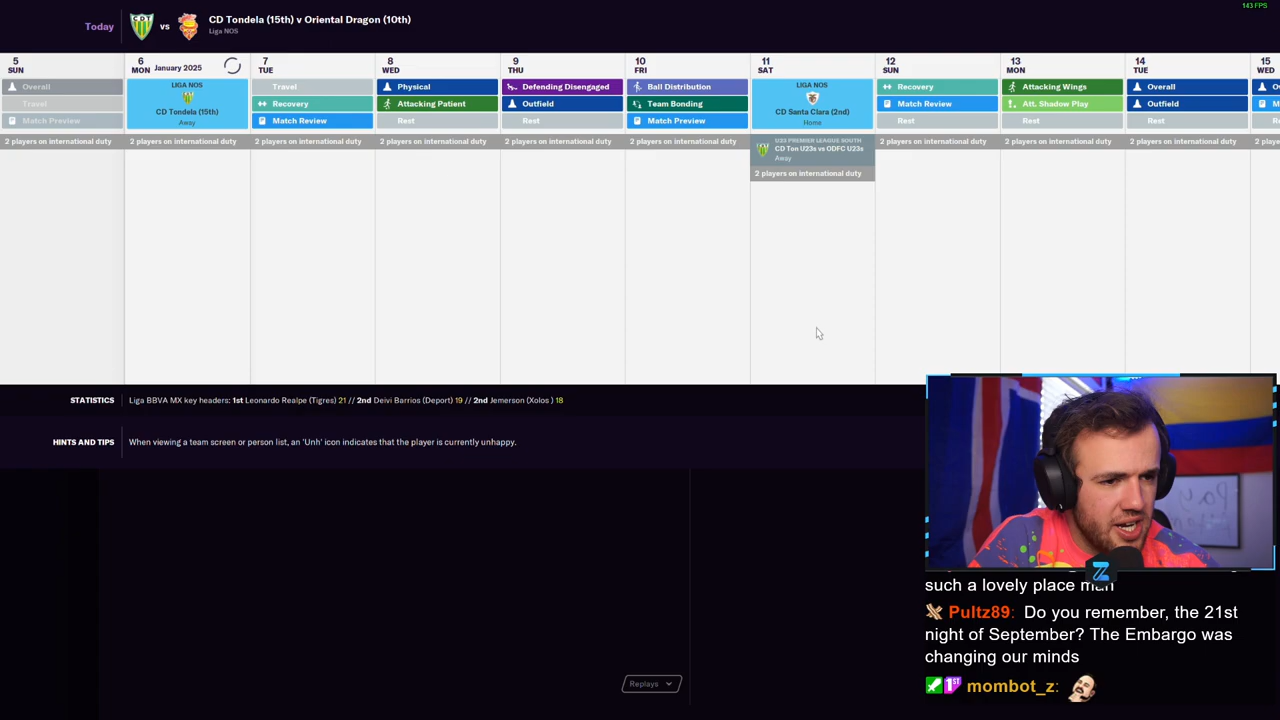 143 FPS
Today
vs
CD Tondela (15th) v Oriental Dragon (10th)
Liga NOS
5 SUN
6 MON January 2025
7 TUE
8 WED
9 THU
10 FRI
11 SAT
12 SUN
13 MON
14 TUE
15 WED
Overall
Travel
Match Preview
LIGA NOS
CD Tondela (15th)
Away
Travel
Recovery
Match Review
Physical
Attacking Patient
Rest
Defending Disengaged
Outfield
Rest
Ball Distribution
Team Bonding
Match Preview
LIGA NOS
CD Santa Clara (2nd)
Home
Recovery
Match Review
Rest
Attacking Wings
Att. Shadow Play
Rest
Overall
Outfield
Rest
2 players on international duty
2 players on international duty
2 players on international duty
2 players on international duty
2 players on international duty
2 players on international duty
U23 PREMIER LEAGUE SOUTH
CD Ton U23s vs ODFC U23s
Away
2 players on international duty
2 players on international duty
2 players on international duty
2 players on international duty
2 playe
STATISTICS
Liga BBVA MX key headers: 1st Leonardo Realpe (Tigres) 21 // 2nd Deivi Barrios (Deport) 19 // 2nd Jemerson (Xolos ) 18
HINTS AND TIPS
When viewing a team screen or person list, an 'Unh' icon indicates that the player is currently unhappy.
Replays
such a lovely place man
Pultz89: Do you remember, the 21st
night of September? The Embargo was
changing our minds
1ST mombot_z: